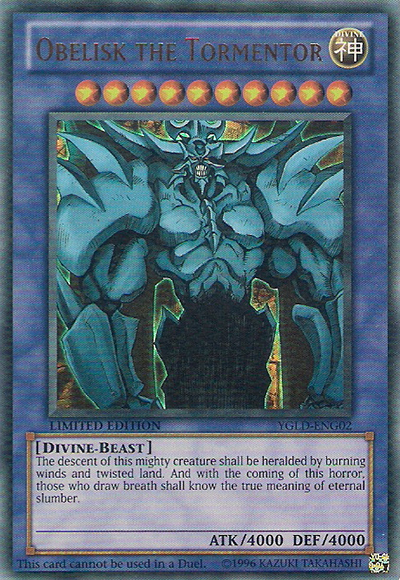 OBELISK THE TORMENTOR
DIVINE
神
LIMITED EDITION
YGLD-ENG02
[DIVINE-BEAST]
The descent of this mighty creature shall be heralded by burning
winds and twisted land. And with the coming of this horror,
those who draw breath shall know the true meaning of eternal
slumber.
ATK/4000 DEF/4000
This card cannot be used in a Duel. ©1996 KAZUKI TAKAHASHI